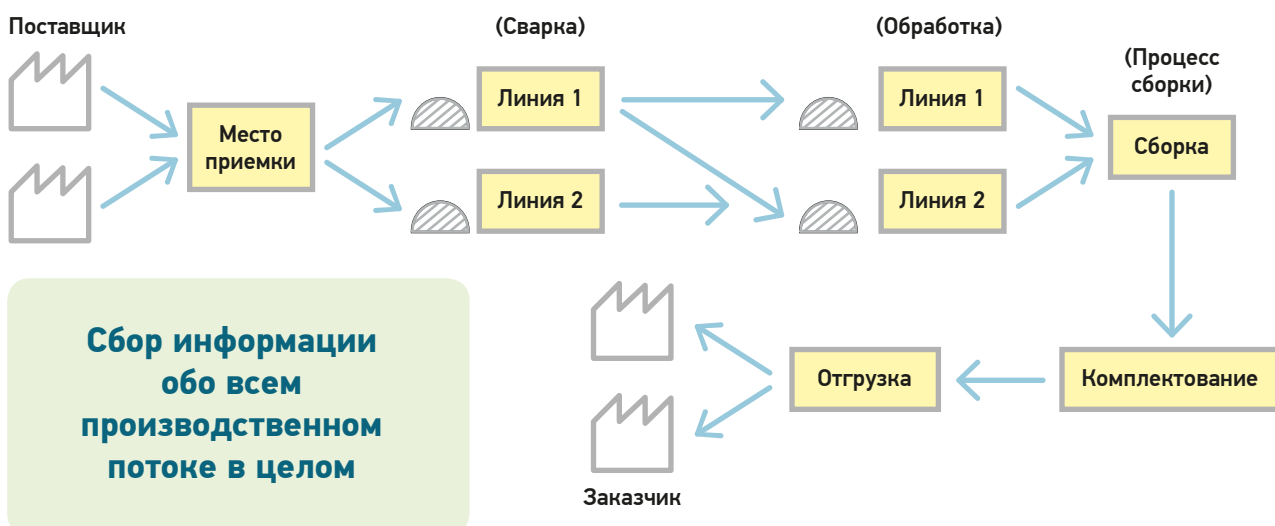 Поставщик
(Сварка)
(Обработка)
(Процесс
сборки)
Место
приемки
Линия 1
Линия 2
Линия 1
Линия 2
Сборка
Сбор информации
обо всем
производственном
потоке в целом
Отгрузка
Комплектование
Заказчик